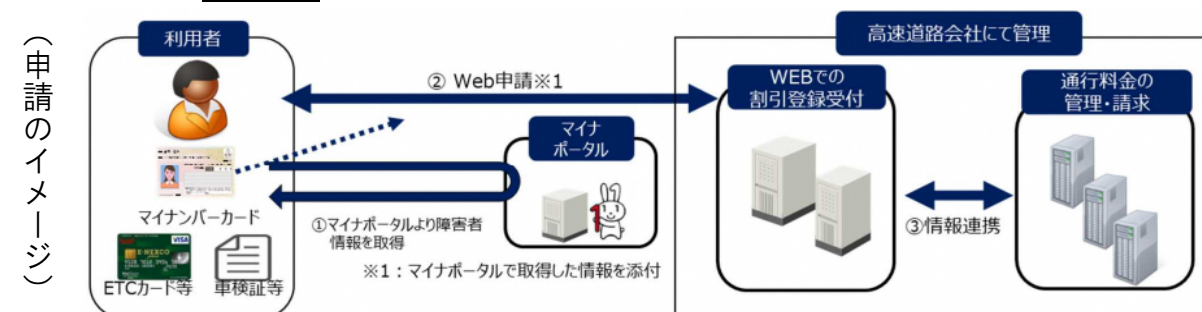 （申請のイメージ）
利用者
マイナンバーカード
ETCカード等
車検証等
② Web申請※1
マイナ
ポータル
①マイナポータルより障害者
情報を取得
※1：マイナポータルで取得した情報を添付
高速道路会社にて管理
WEBでの
割引登録受付
③情報連携
通行料金の
管理・請求
VISA
E-NEXCO